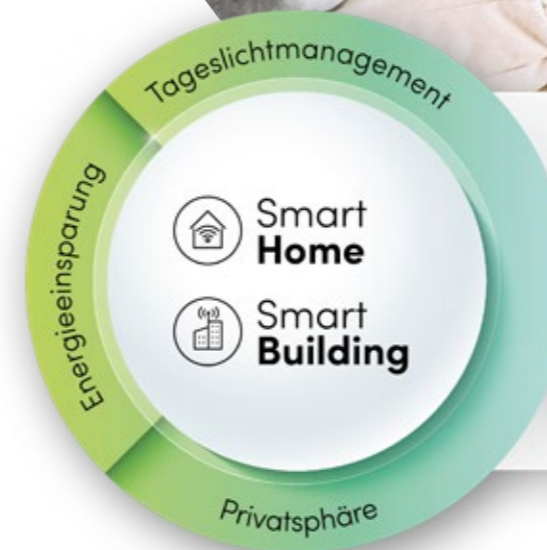 Tageslichtmanagement
Energieeinsparung
Smart
Home
Smart
Building
Privatsphäre